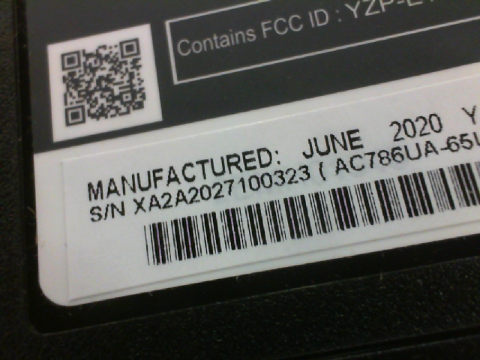 Contains FCC ID : YZP-
MANUFACTURED: JUNE 2020
S/N XA2A2027100323 ( AC786UA-65